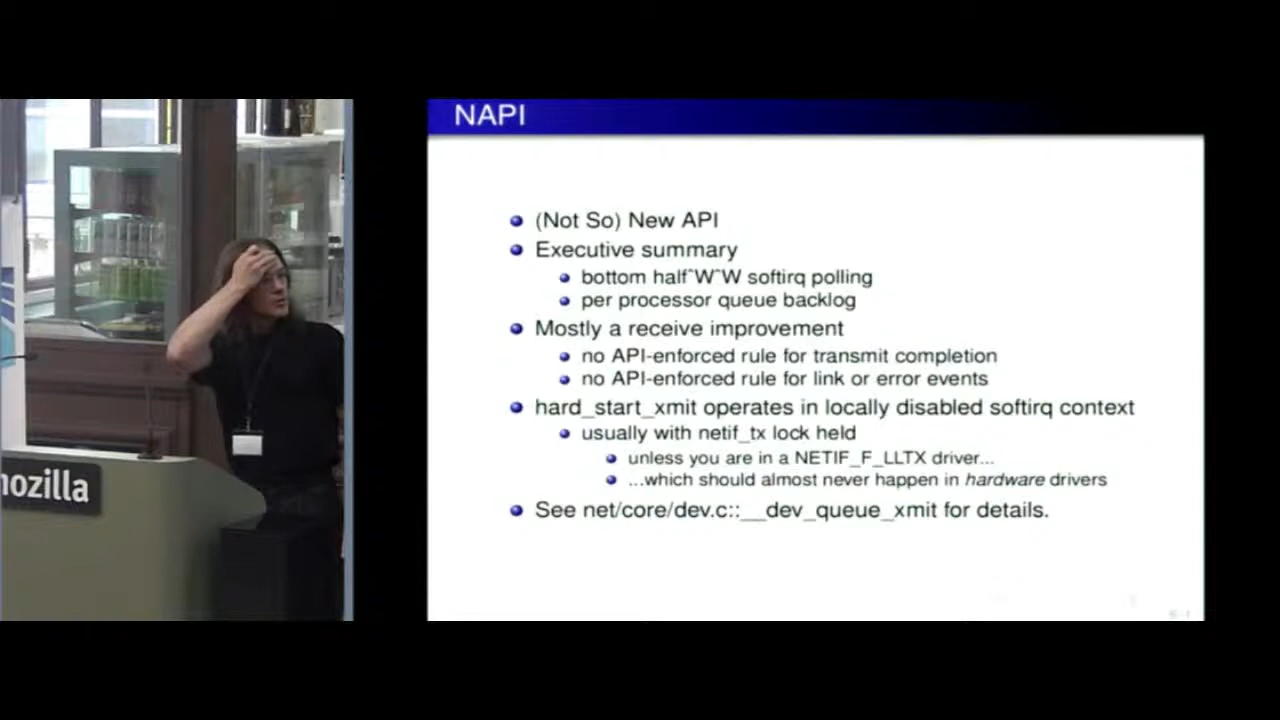 NAPI
(Not So) New API
Executive summary
bottom half^W^W softirq polling
per processor queue backlog
Mostly a receive improvement
no API-enforced rule for transmit completion
no API-enforced rule for link or error events
hard_start_xmit operates in locally disabled softirq context
usually with netif_tx lock held
unless you are in a NETIF_F_LLTX driver...
...which should almost never happen in hardware drivers
See net/core/dev.c::__dev_queue_xmit for details.
mozilla